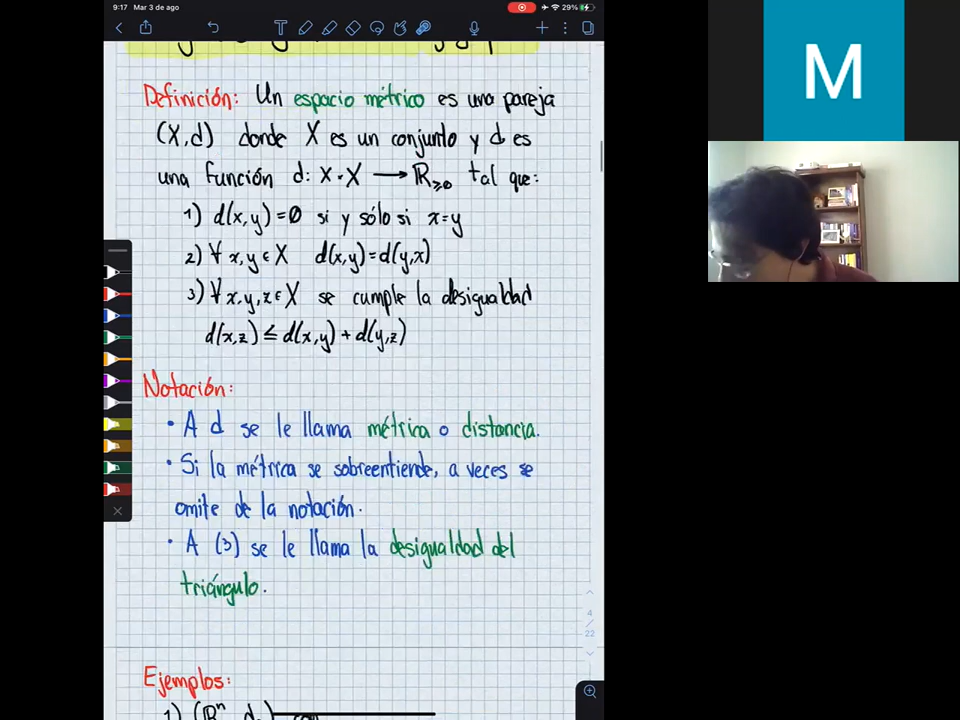 9:17 Mar 3 de ago
29%
Definición: Un espacio métrico es una pareja
(X,d) donde X es un conjunto y d es
una función d: X×X → ℝ≥0 tal que:
1) d(x,y)=0 si y sólo si x=y
2) ∀ x,y ∈ X d(x,y)=d(y,x)
3) ∀ x,y,z ∈ X se cumple la desigualdad
d(x,z) ≤ d(x,y) + d(y,z)
Notación:
• A d se le llama métrica o distancia.
• Si la métrica se sobreentiende, a veces se
omite de la notación.
• A (3) se le llama la desigualdad del
triángulo.
4
/
22
Ejemplos:
1) (ℝⁿ, d
M